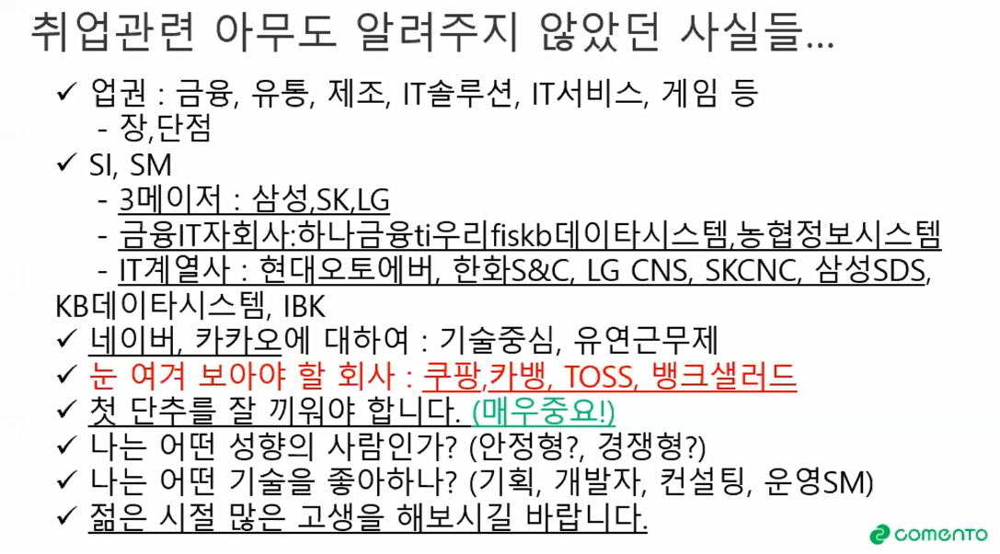 취업관련 아무도 알려주지 않았던 사실들...
✓ 업권 : 금융, 유통, 제조, IT솔루션, IT서비스, 게임 등
- 장,단점
✓ SI, SM
- 3메이저 : 삼성,SK,LG
- 금융IT자회사:하나금융ti우리fiskb데이타시스템,농협정보시스템
- IT계열사 : 현대오토에버, 한화S&C, LG CNS, SKCNC, 삼성SDS,
KB데이타시스템, IBK
✓ 네이버, 카카오에 대하여 : 기술중심, 유연근무제
✓ 눈 여겨 보아야 할 회사 : 쿠팡,카뱅, TOSS, 뱅크샐러드
✓ 첫 단추를 잘 끼워야 합니다. (매우중요!)
✓ 나는 어떤 성향의 사람인가? (안정형?, 경쟁형?)
✓ 나는 어떤 기술을 좋아하나? (기획, 개발자, 컨설팅, 운영SM)
✓ 젊은 시절 많은 고생을 해보시길 바랍니다.
comento